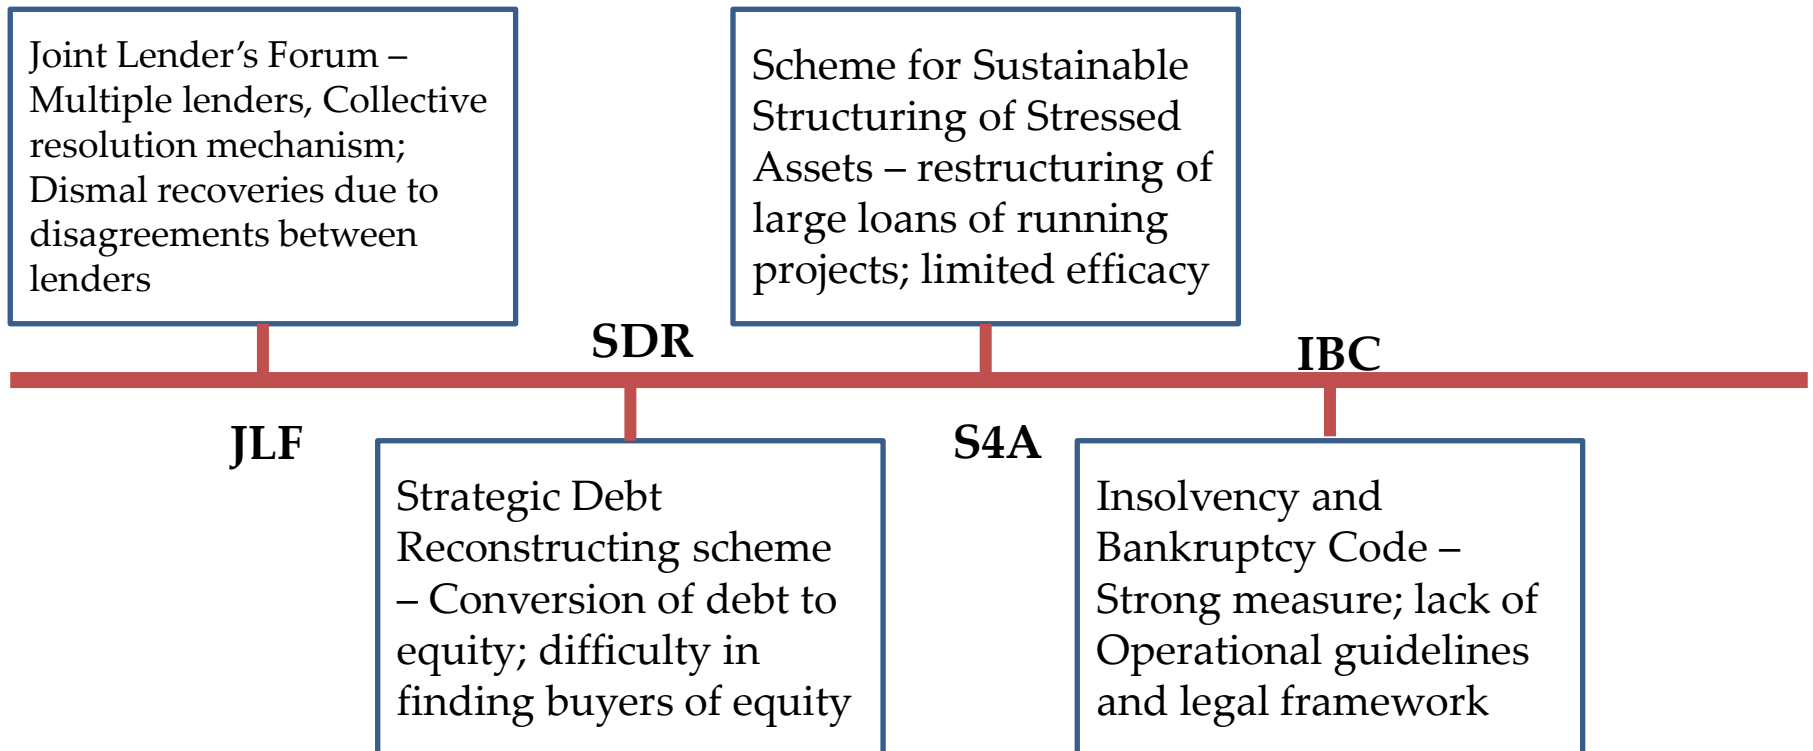 Joint Lender’s Forum –
Multiple lenders, Collective
resolution mechanism;
Dismal recoveries due to
disagreements between
lenders
Scheme for Sustainable
Structuring of Stressed
Assets – restructuring of
large loans of running
projects; limited efficacy
SDR
IBC
JLF
S4A
Strategic Debt
Reconstructing scheme
– Conversion of debt to
equity; difficulty in
finding buyers of equity
Insolvency and
Bankruptcy Code –
Strong measure; lack of
Operational guidelines
and legal framework